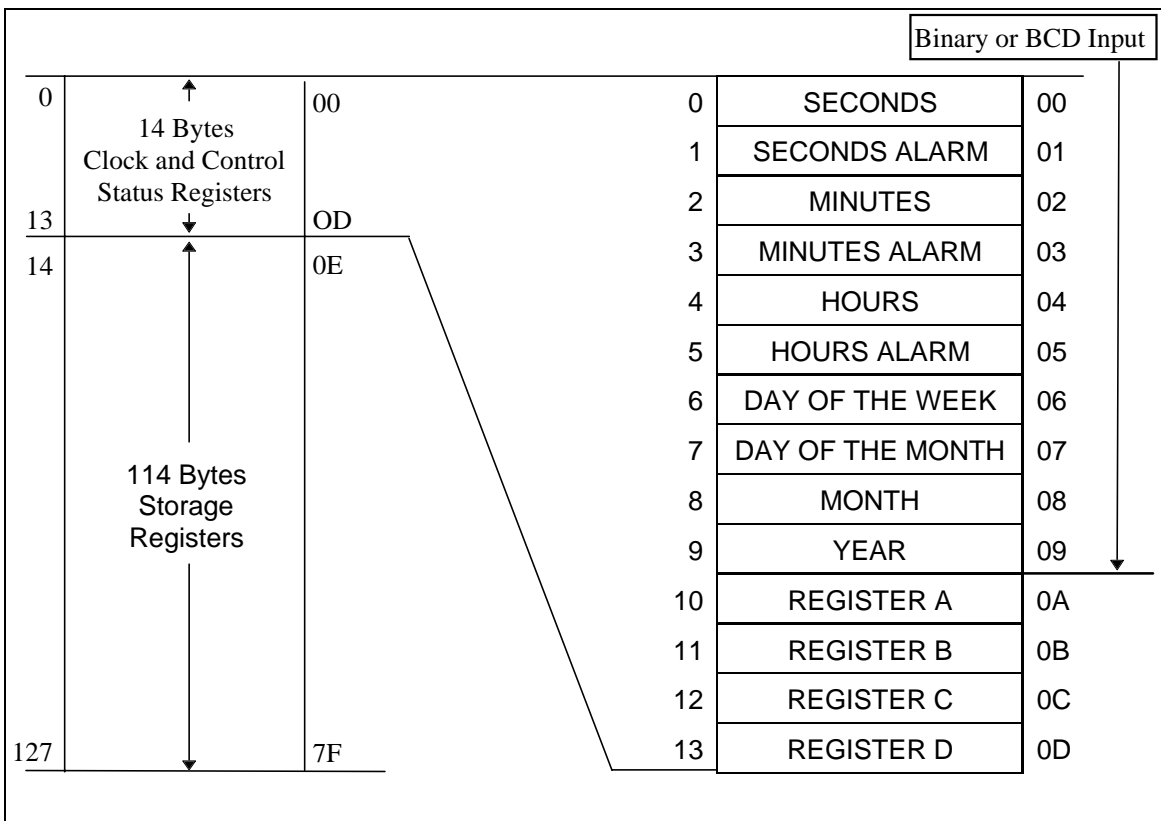 Binary or BCD Input
0
14 Bytes
Clock and Control
Status Registers
13
00
OD
14
0E
114 Bytes
Storage
Registers
127
7F
0 SECONDS 00
1 SECONDS ALARM 01
2 MINUTES 02
3 MINUTES ALARM 03
4 HOURS 04
5 HOURS ALARM 05
6 DAY OF THE WEEK 06
7 DAY OF THE MONTH 07
8 MONTH 08
9 YEAR 09
10 REGISTER A 0A
11 REGISTER B 0B
12 REGISTER C 0C
13 REGISTER D 0D